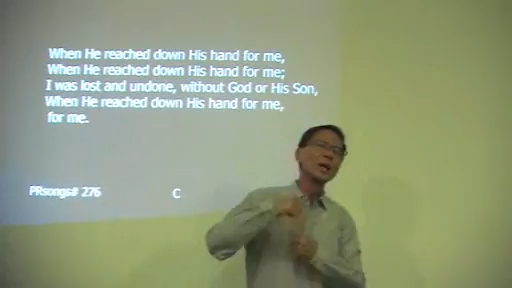 When He reached down His hand for me,
When He reached down His hand for me;
I was lost and undone, without God or His Son,
When He reached down His hand for me,
for me.
PRsongs# 276 C